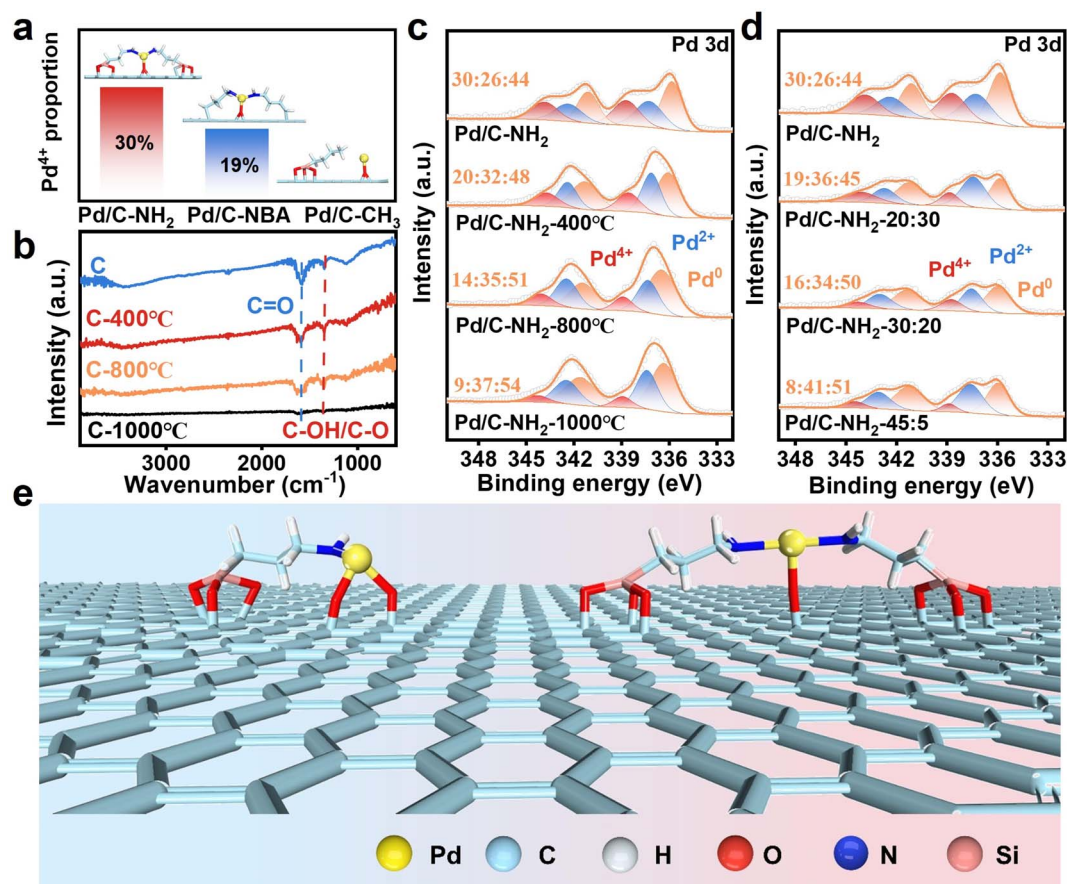 a
Pd4+ proportion
30%
19%
Pd/C-NH2 Pd/C-NBA Pd/C-CH3
b
Intensity (a.u.)
C
C=O
C-400°C
C-800°C
C-1000°C
C-OH/C-O
3000 2000 1000
Wavenumber (cm-1)
c
Intensity (a.u.)
Pd 3d
30:26:44
Pd/C-NH2
20:32:48
Pd/C-NH2-400°C
Pd4+ Pd2+
Pd0
14:35:51
Pd/C-NH2-800°C
9:37:54
Pd/C-NH2-1000°C
348 345 342 339 336 333
Binding energy (eV)
d
Intensity (a.u.)
Pd 3d
30:26:44
Pd/C-NH2
19:36:45
Pd/C-NH2-20:30
Pd4+ Pd2+
Pd0
16:34:50
Pd/C-NH2-30:20
8:41:51
Pd/C-NH2-45:5
348 345 342 339 336 333
Binding energy (eV)
e
Pd C H O N Si